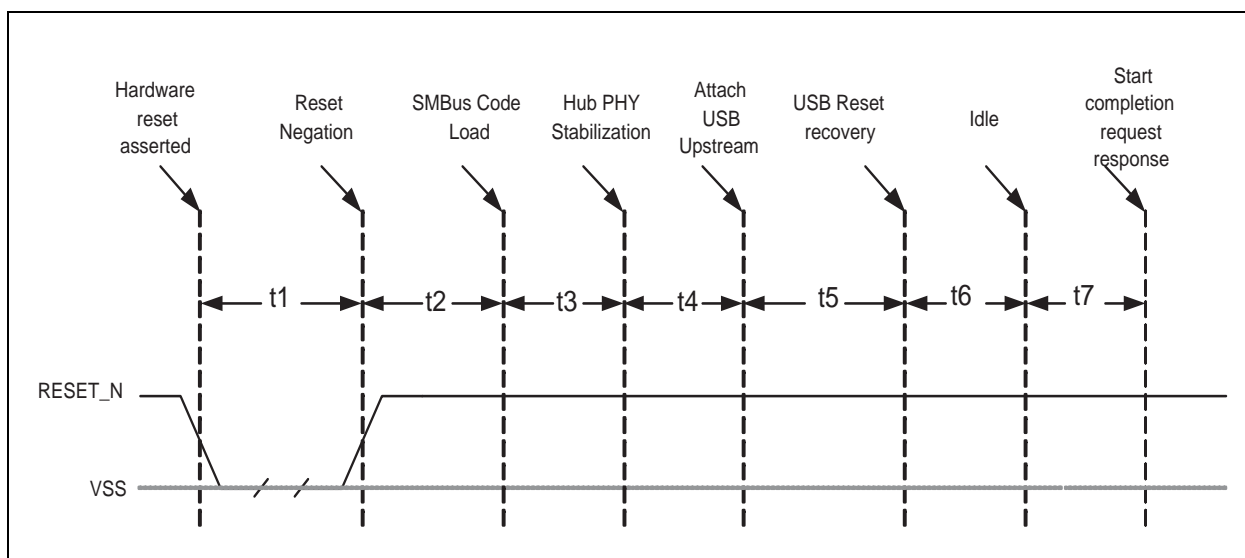 Hardware
reset
asserted
Reset
Negation
SMBus Code
Load
Hub PHY
Stabilization
Attach
USB
Upstream
USB Reset
recovery
Idle
Start
completion
request
response
t1
t2
t3
t4
t5
t6
t7
RESET_N
VSS